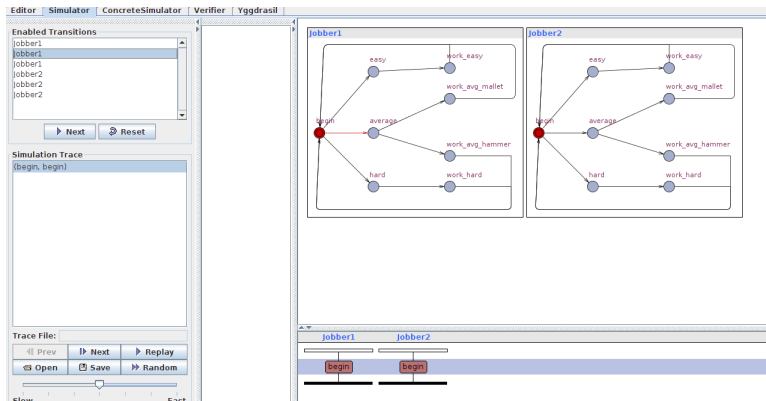 Editor Simulator ConcreteSimulator Verifier Yggdrasil
Enabled Transitions
Jobber1
Jobber1
Jobber1
Jobber2
Jobber2
Jobber2
Next Reset
Simulation Trace
(begin, begin)
Trace File:
Prev Next Replay
Open Save Random
Slow Fast
Jobber1
easy work_easy
work_avg_mallet
begin average
work_avg_hammer
hard work_hard
Jobber2
easy work_easy
work_avg_mallet
begin average
work_avg_hammer
hard work_hard
Jobber1 Jobber2
begin begin